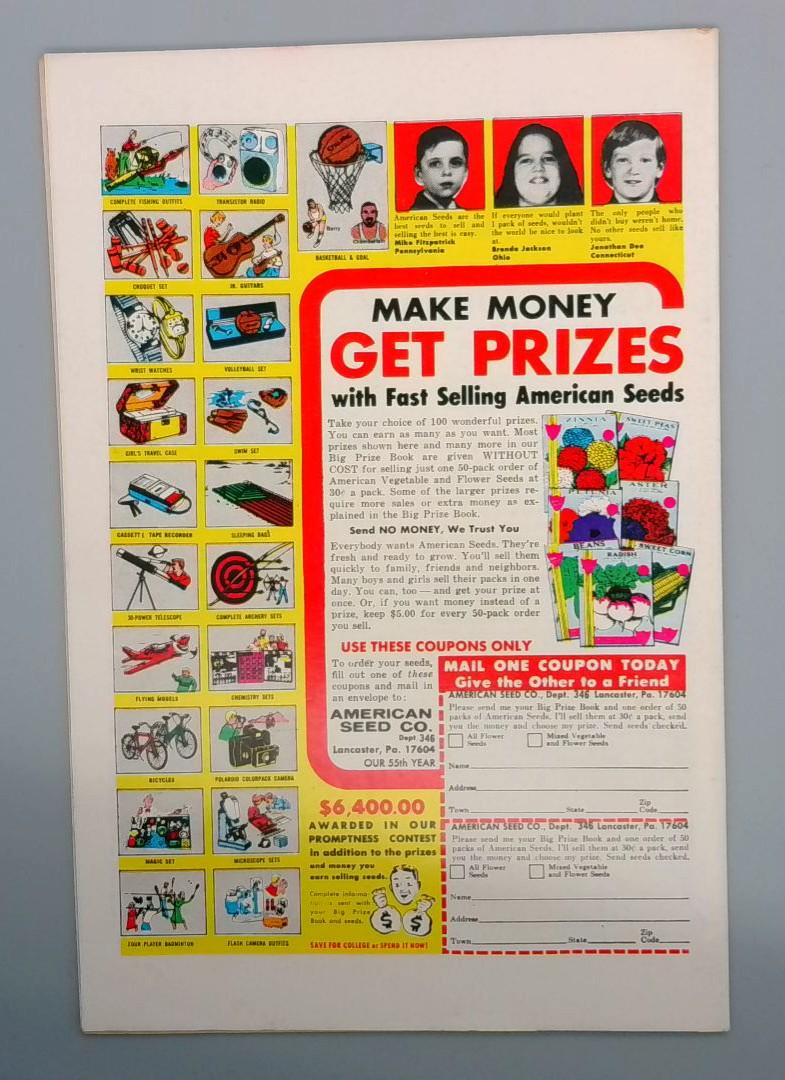 COMPLETE FISHING OUTFITS
TRANSISTOR RADIO
CROQUET SET
JR. GUITARS
Barry
Chamberlain
BASKETBALL & GOAL
American Seeds are the
best seeds to sell and
selling the best is easy.
Mike Fitzpatrick
Pennsylvania
If everyone would plant
1 pack of seeds, wouldn't
the world be nice to look
at.
Brenda Jackson
Ohio
The only people who
didn't buy weren't home.
No other seeds sell like
yours.
Jonathan Dee
Connecticut
WRIST WATCHES
VOLLEYBALL SET
GIRL'S TRAVEL CASE
SWIM SET
CASSETTE TAPE RECORDER
SLEEPING BAGS
30-POWER TELESCOPE
COMPLETE ARCHERY SETS
FLYING MODELS
CHEMISTRY SETS
BICYCLES
POLAROID COLORPACK CAMERA
MAGIC SET
MICROSCOPE SETS
FOUR PLAYER BADMINTON
FLASH CAMERA OUTFITS
MAKE MONEY
GET PRIZES
with Fast Selling American Seeds
Take your choice of 100 wonderful prizes.
You can earn as many as you want. Most
prizes shown here and many more in our
Big Prize Book are given WITHOUT
COST for selling just one 50-pack order of
American Vegetable and Flower Seeds at
30¢ a pack. Some of the larger prizes re-
quire more sales or extra money as ex-
plained in the Big Prize Book.
Send NO MONEY, We Trust You
Everybody wants American Seeds. They're
fresh and ready to grow. You'll sell them
quickly to family, friends and neighbors.
Many boys and girls sell their packs in one
day. You can, too — and get your prize at
once. Or, if you want money instead of a
prize, keep $5.00 for every 50-pack order
you sell.
ZINNIA
SWEET PEAS
PETUNIA
ASTER
BEANS
RADISH
SWEET CORN
USE THESE COUPONS ONLY
To order your seeds,
fill out one of these
coupons and mail in
an envelope to:
AMERICAN
SEED CO.
Dept. 346
Lancaster, Pa. 17604
OUR 55th YEAR
MAIL ONE COUPON TODAY
Give the Other to a Friend
AMERICAN SEED CO., Dept. 346 Lancaster, Pa. 17604
Please send me your Big Prize Book and one order of 50
packs of American Seeds. I'll sell them at 30¢ a pack, send
you the money and choose my prize. Send seeds checked.
All Flower
Seeds
Mixed Vegetable
and Flower Seeds
Name
Address
Town State Zip Code
AMERICAN SEED CO., Dept. 346 Lancaster, Pa. 17604
Please send me your Big Prize Book and one order of 50
packs of American Seeds. I'll sell them at 30¢ a pack, send
you the money and choose my prize. Send seeds checked.
All Flower
Seeds
Mixed Vegetable
and Flower Seeds
Name
Address
Town State Zip Code
$6,400.00
AWARDED IN OUR
PROMPTNESS CONTEST
in addition to the prizes
and money you
earn selling seeds.
Complete informa-
tion is sent with
your Big Prize
Book and seeds.
$ $
SAVE FOR COLLEGE or SPEND IT NOW!